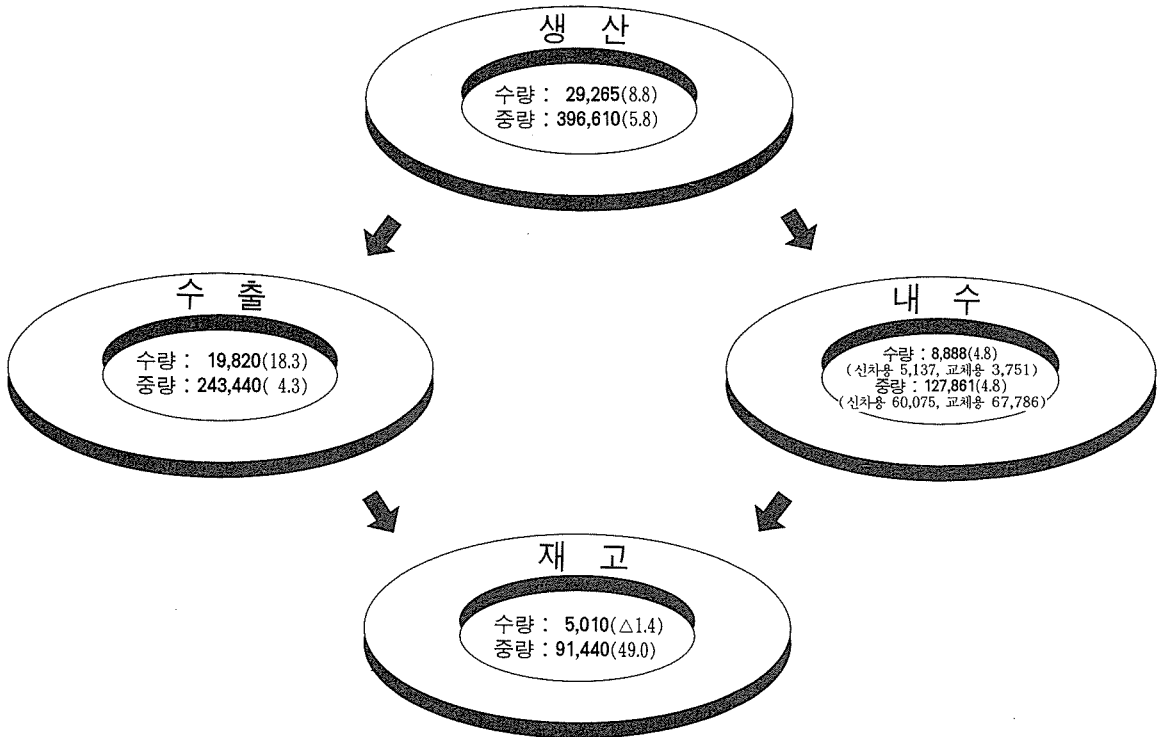 생 산
수량 : 29,265(8.8)
중량 : 396,610(5.8)
수 출
수량 : 19,820(18.3)
중량 : 243,440( 4.3)
내 수
수량 : 8,888(4.8)
(신차용 5,137, 교체용 3,751)
중량 : 127,861(4.8)
(신차용 60,075, 교체용 67,786)
재 고
수량 : 5,010(△1.4)
중량 : 91,440(49.0)